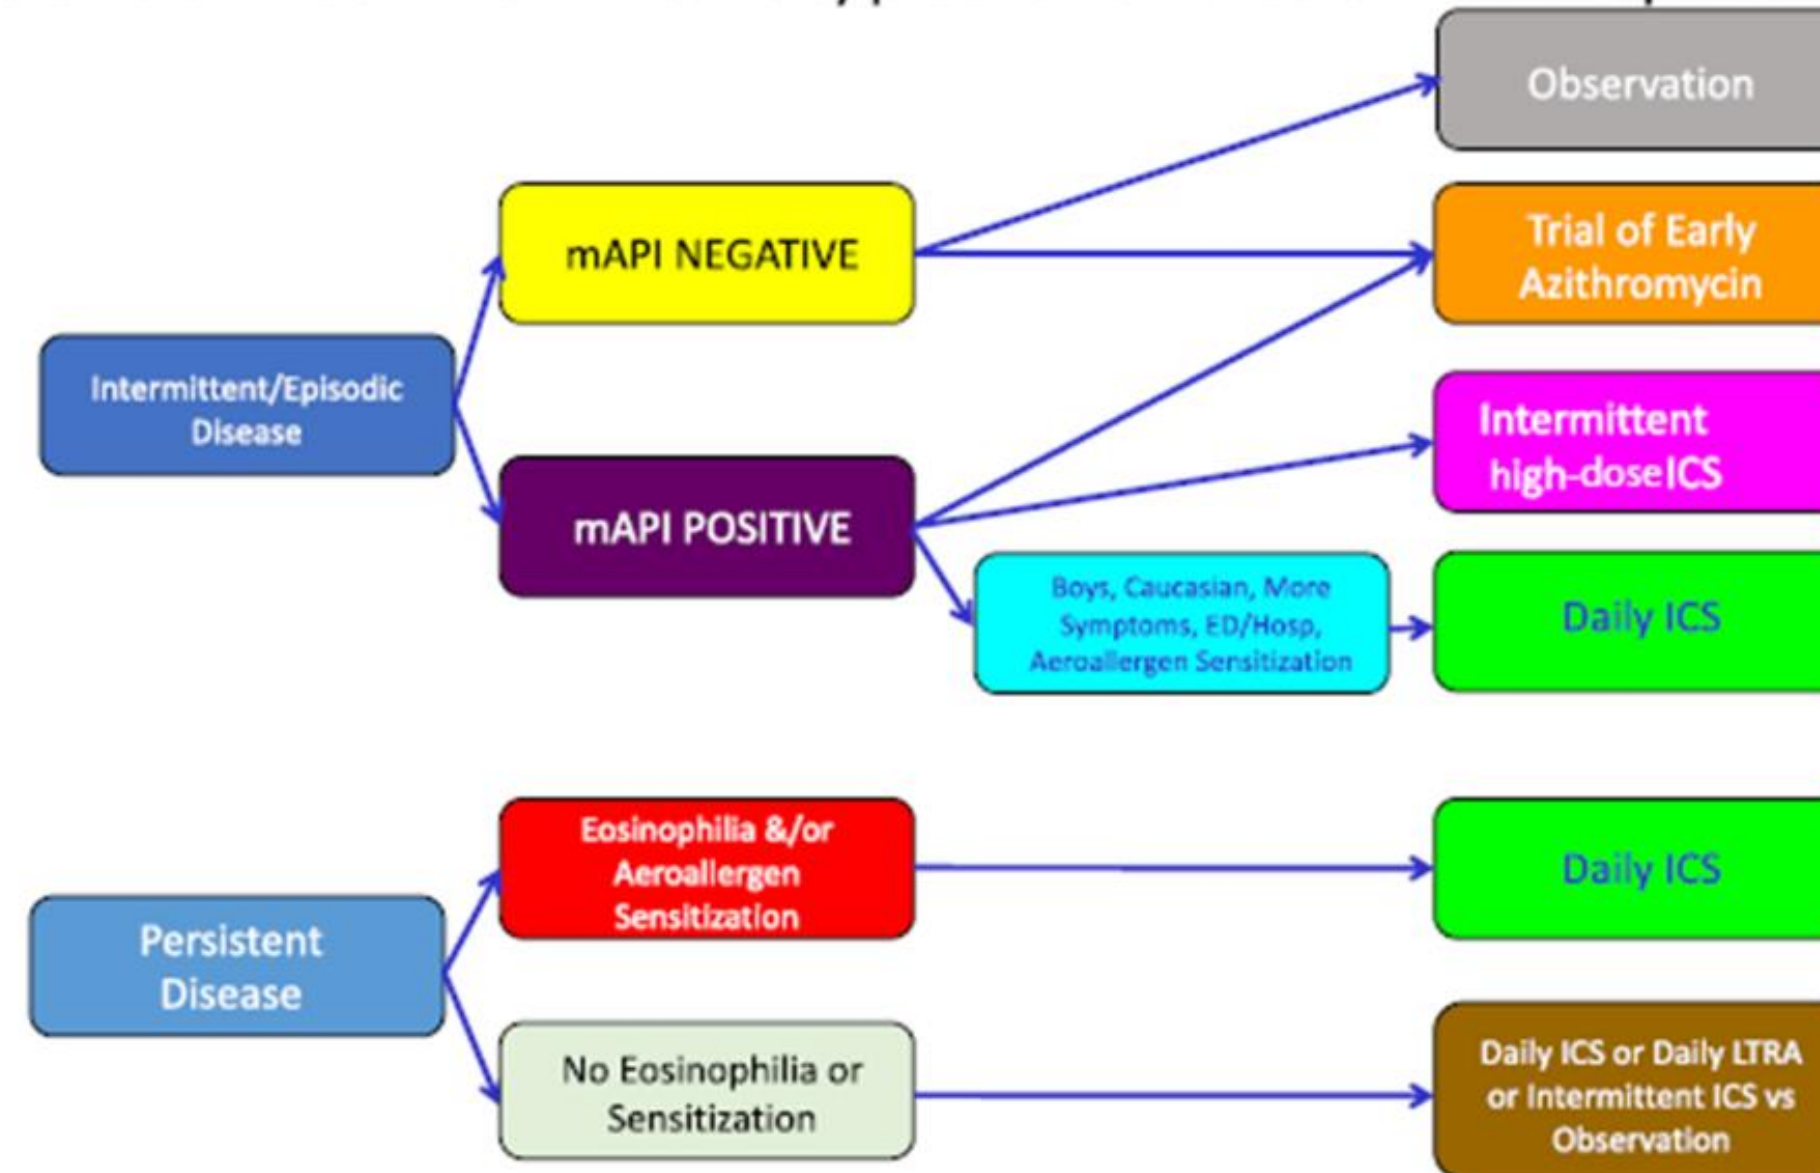 Observation
mAPI NEGATIVE
Trial of Early
Azithromycin
Intermittent/Episodic
Disease
Intermittent
high-dose ICS
mAPI POSITIVE
Boys, Caucasian, More
Symptoms, ED/Hosp,
Aeroallergen Sensitization
Daily ICS
Eosinophilia &/or
Aeroallergen
Sensitization
Daily ICS
Persistent
Disease
No Eosinophilia or
Sensitization
Daily ICS or Daily LTRA
or Intermittent ICS vs
Observation